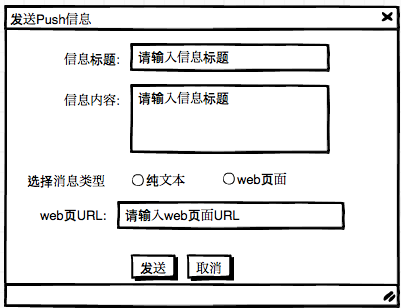 发送Push信息
信息标题: 请输入信息标题
信息内容: 请输入信息标题
选择消息类型 纯文本 web页面
web页URL: 请输入web页面URL
发送 取消